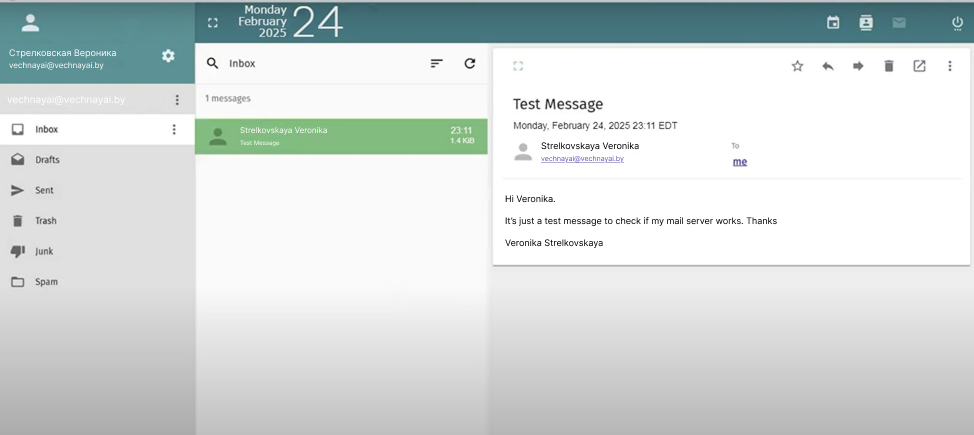 Monday
February
2025
24
Стрелковская Вероника
vechnayai@vechnayai.by
vechnayai@vechnayai.by
Inbox
Drafts
Sent
Trash
Junk
Spam
Inbox
1 messages
Strelkovskaya Veronika
23:11
Test Message
1.4 KiB
Test Message
Monday, February 24, 2025 23:11 EDT
Strelkovskaya Veronika
To
vechnayai@vechnayai.by
me
Hi Veronika.
It's just a test message to check if my mail server works. Thanks
Veronika Strelkovskaya